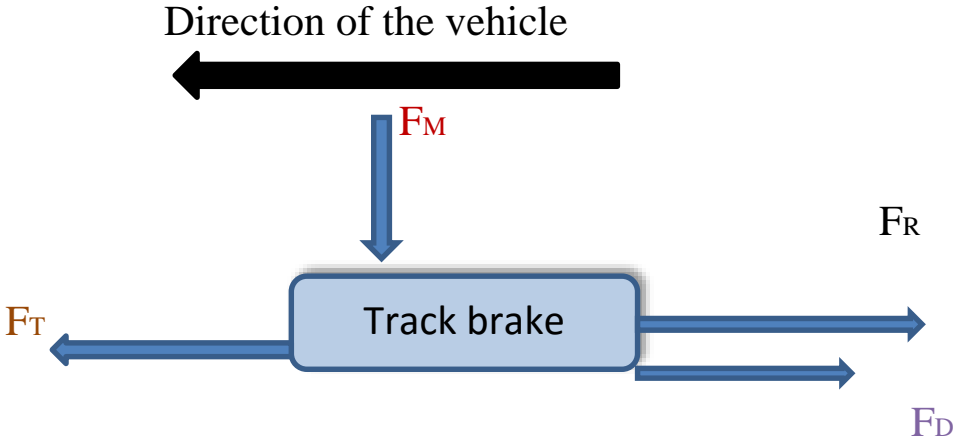 Direction of the vehicle
FM
FR
Track brake
FT
FD